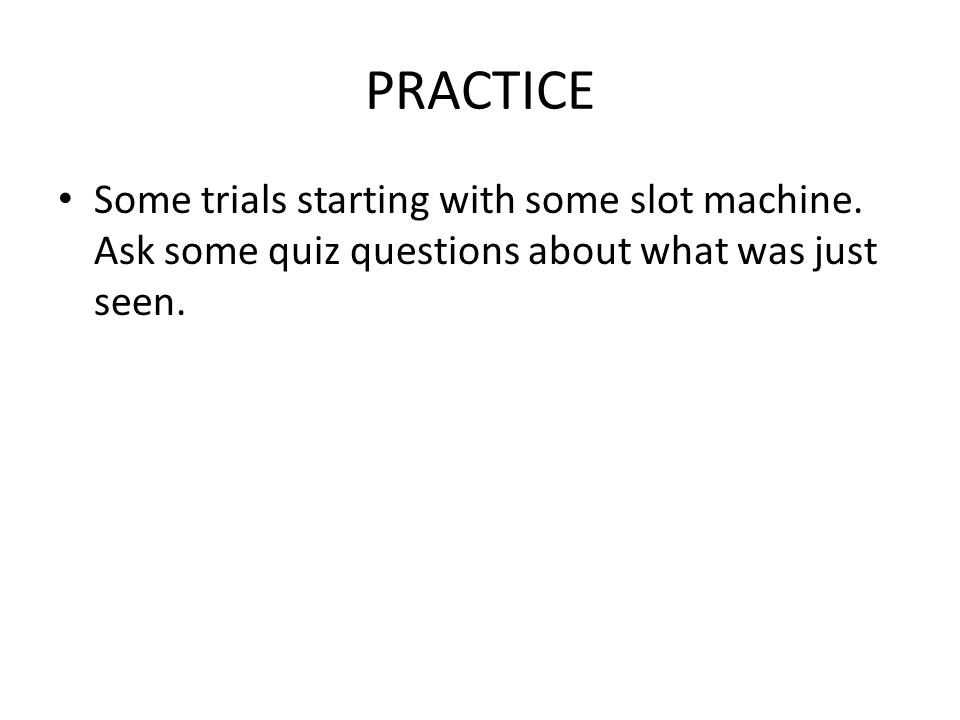 PRACTICE
• Some trials starting with some slot machine.
Ask some quiz questions about what was just
seen.